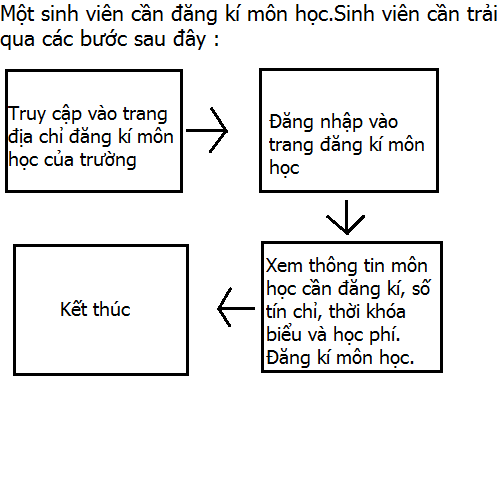 Một sinh viên cần đăng kí môn học.Sinh viên cần trải
qua các bước sau đây :
Truy cập vào trang
địa chỉ đăng kí môn
học của trường
Đăng nhập vào
trang đăng kí môn
học
Xem thông tin môn
học cần đăng kí, số
tín chỉ, thời khóa
biểu và học phí.
Đăng kí môn học.
Kết thúc